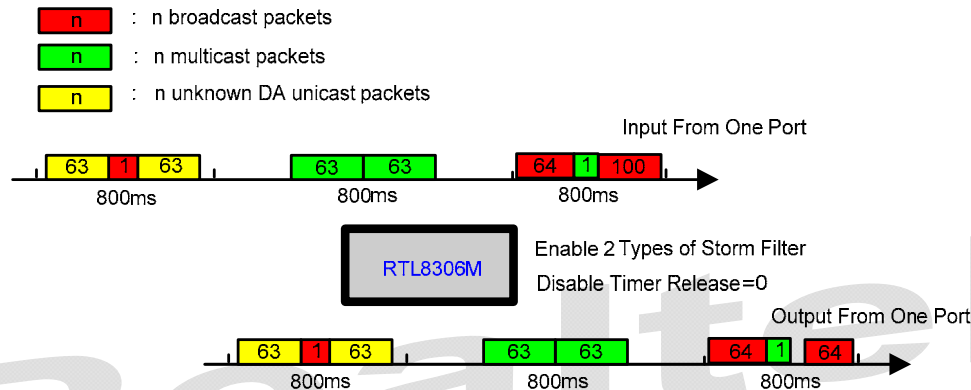 n : n broadcast packets
n : n multicast packets
n : n unknown DA unicast packets
Input From One Port
63 1 63 63 63 64 1 100
800ms 800ms 800ms
RTL8306M
Enable 2 Types of Storm Filter
Disable Timer Release=0
Output From One Port
63 1 63 63 63 64 1 64
800ms 800ms 800ms